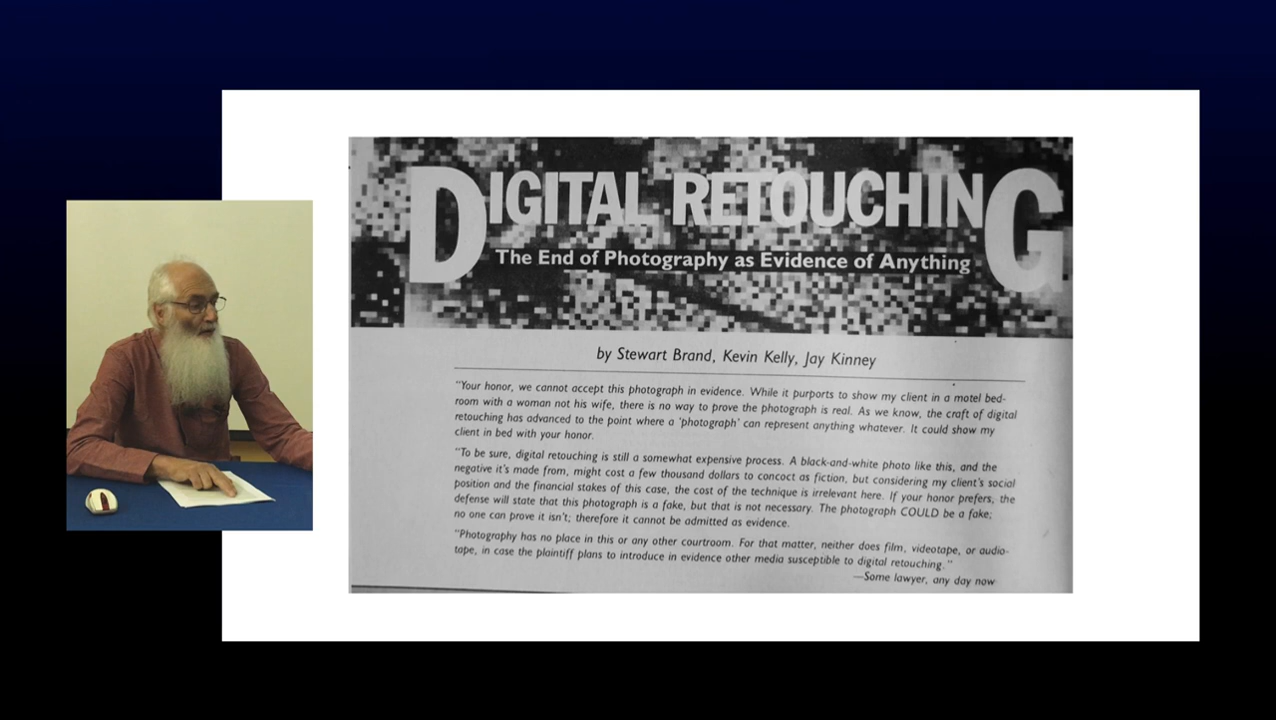 DIGITAL RETOUCHING
The End of Photography as Evidence of Anything
by Stewart Brand, Kevin Kelly, Jay Kinney
"Your honor, we cannot accept this photograph in evidence. While it purports to show my client in a motel bed-
room with a woman not his wife, there is no way to prove the photograph is real. As we know, the craft of digital
retouching has advanced to the point where a 'photograph' can represent anything whatever. It could show my
client in bed with your honor.
"To be sure, digital retouching is still a somewhat expensive process. A black-and-white photo like this, and the
negative it's made from, might cost a few thousand dollars to concoct as fiction, but considering my client's social
position and the financial stakes of this case, the cost of the technique is irrelevant here. If your honor prefers, the
defense will state that this photograph is a fake, but that is not necessary. The photograph COULD be a fake;
no one can prove it isn't; therefore it cannot be admitted as evidence.
"Photography has no place in this or any other courtroom. For that matter, neither does film, videotape, or audio-
tape, in case the plaintiff plans to introduce in evidence other media susceptible to digital retouching."
—Some lawyer, any day now